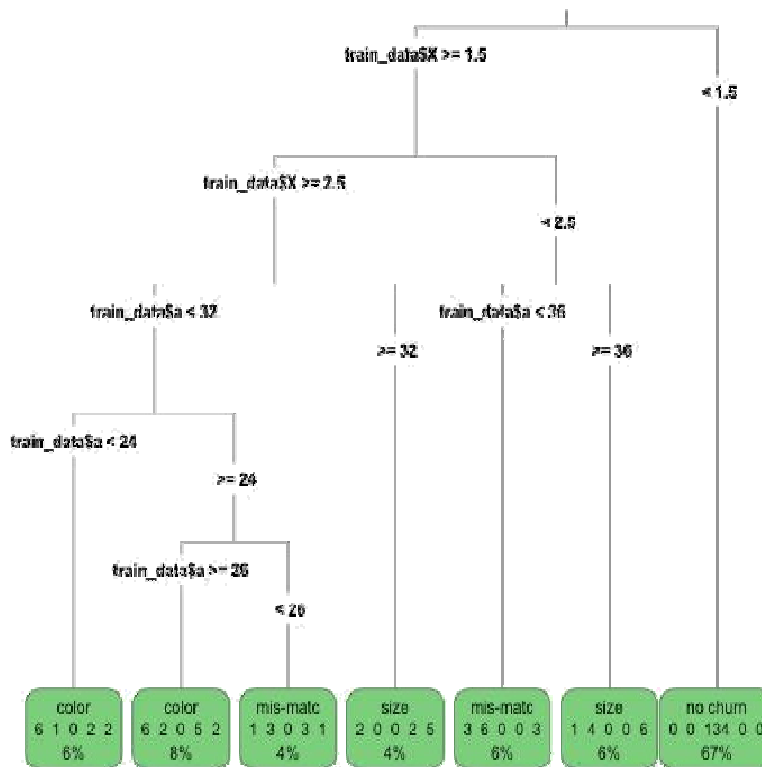 train_data$X >= 1.5
< 1.5
train_data$X >= 2.5
< 2.5
train_data$a < 32
train_data$a < 36
>= 32
>= 36
train_data$a < 24
>= 24
train_data$a >= 26
< 26
color
6 1 0 2 2
6%
color
6 2 0 5 2
8%
mis-matc
1 3 0 3 1
4%
size
2 0 0 2 5
4%
mis-matc
3 6 0 0 3
6%
size
1 4 0 0 6
6%
no churn
0 0 134 0 0
67%